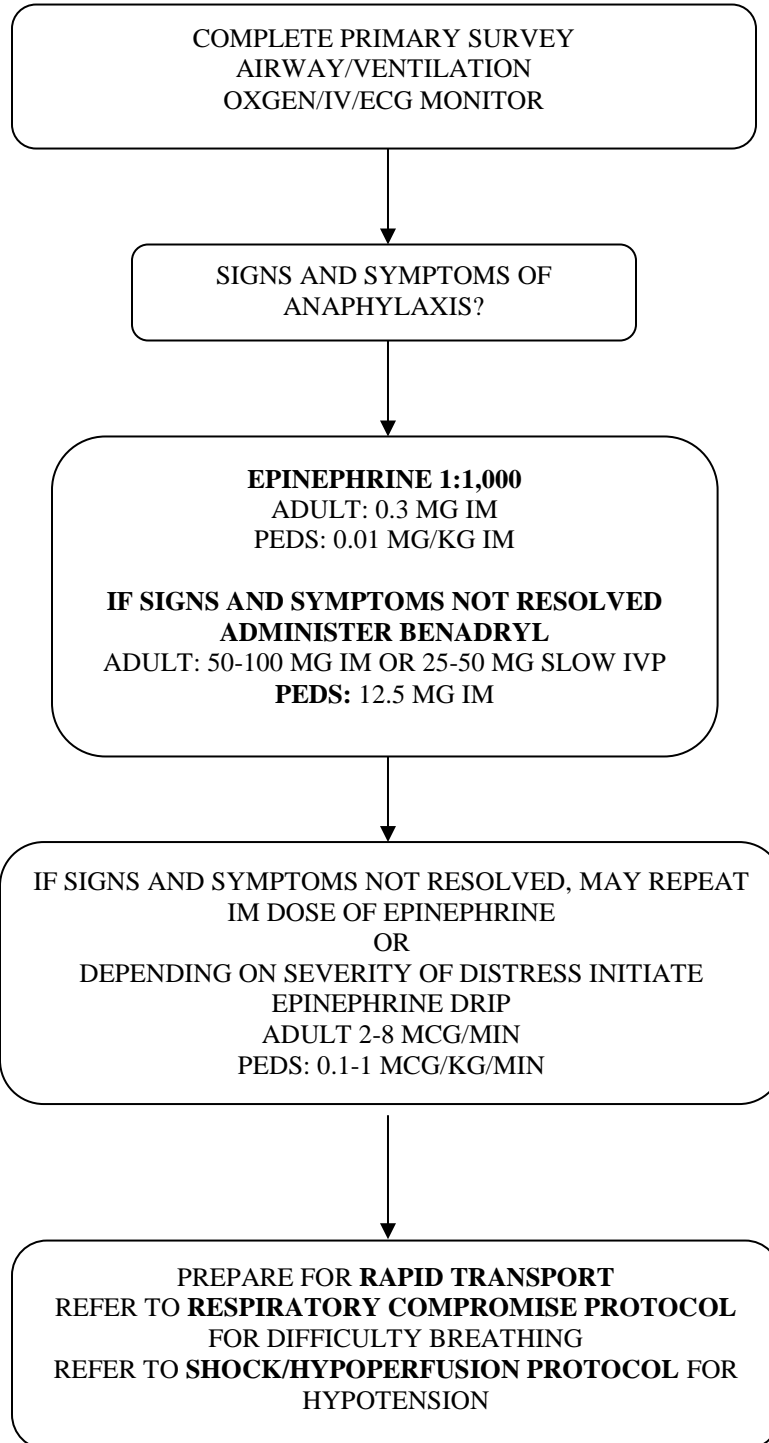 COMPLETE PRIMARY SURVEY
AIRWAY/VENTILATION
OXGEN/IV/ECG MONITOR
SIGNS AND SYMPTOMS OF
ANAPHYLAXIS?
EPINEPHRINE 1:1,000
ADULT: 0.3 MG IM
PEDS: 0.01 MG/KG IM
IF SIGNS AND SYMPTOMS NOT RESOLVED
ADMINISTER BENADRYL
ADULT: 50-100 MG IM OR 25-50 MG SLOW IVP
PEDS: 12.5 MG IM
IF SIGNS AND SYMPTOMS NOT RESOLVED, MAY REPEAT
IM DOSE OF EPINEPHRINE
OR
DEPENDING ON SEVERITY OF DISTRESS INITIATE
EPINEPHRINE DRIP
ADULT 2-8 MCG/MIN
PEDS: 0.1-1 MCG/KG/MIN
PREPARE FOR RAPID TRANSPORT
REFER TO RESPIRATORY COMPROMISE PROTOCOL
FOR DIFFICULTY BREATHING
REFER TO SHOCK/HYPOPERFUSION PROTOCOL FOR
HYPOTENSION